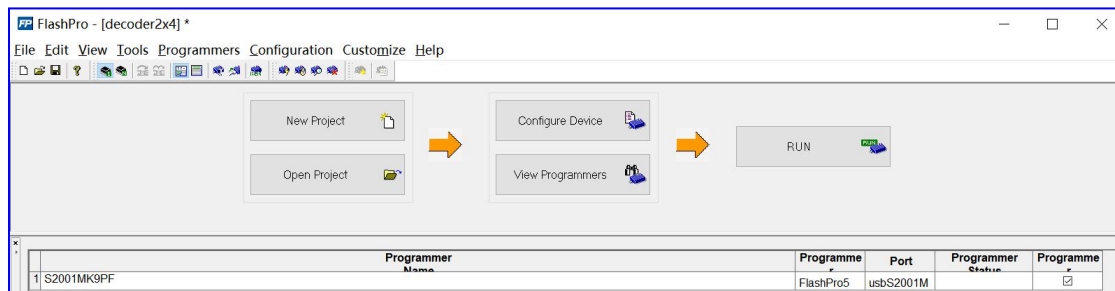 FP FlashPro - [decoder2x4] *
File Edit View Tools Programmers Configuration Customize Help
New Project
Configure Device
RUN
Open Project
View Programmers
Programmer Name
Programme r
Port
Programmer Status
Programme r
1 S2001MK9PF FlashPro5 usbS2001M